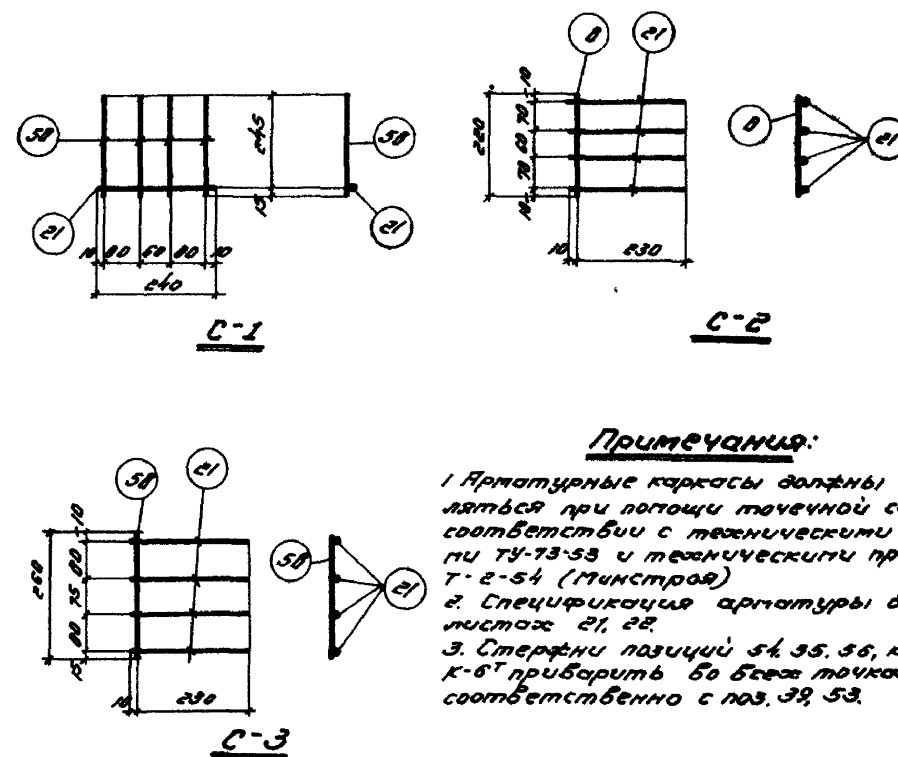 58
21
245
15
10 80 60 80 10
240
58
21
С-1
8
21
10
70
60
70
10
220
10
230
8
21
С-2
58
21
10
80
75
80
15
260
10
230
58
21
С-3
Примечания:
1 Арматурные каркасы должны
ляться при помощи точечной с
соответствии с техническими
ми ТУ-73-53 и техническими пр
Т-2-54 (Минстроя)
2. Спецификация арматуры
листах 21, 22.
3. Стержни позиций 54, 55, 56, к
К-6т приварить во всех точка
соответственно с поз. 39, 53.